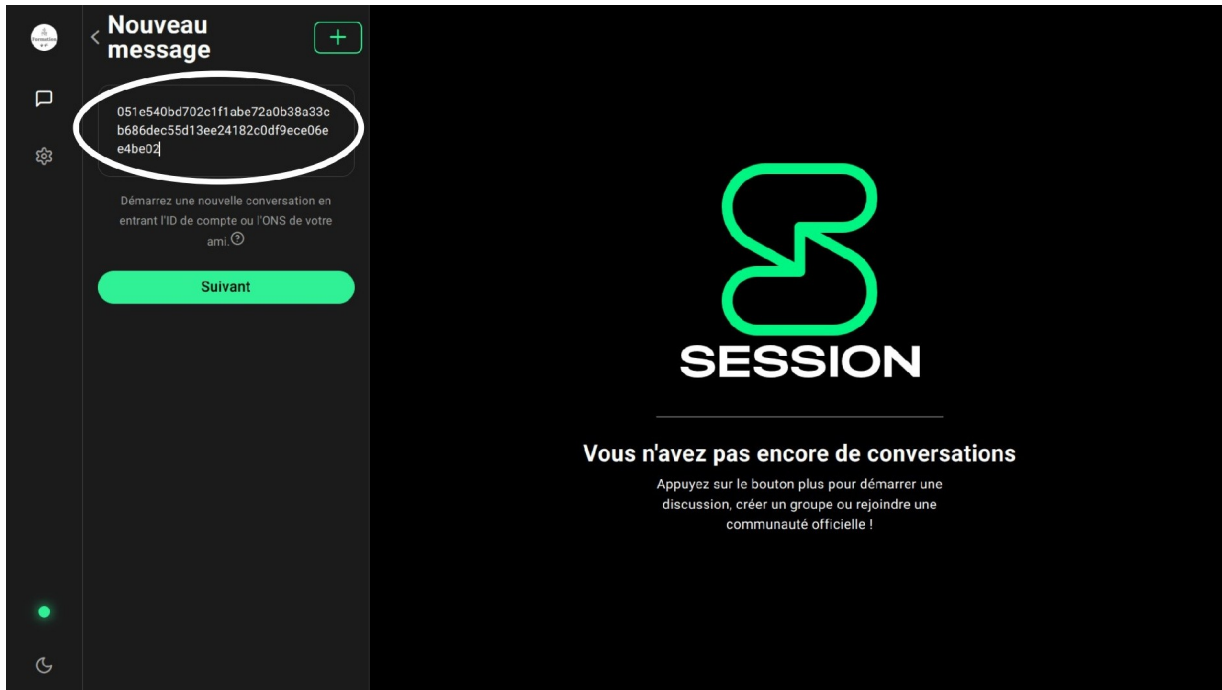 Formation
Nouveau
message
051e540bd702c1f1abe72a0b38a33c
b686dec55d13ee24182c0df9ece06e
e4be02
Démarrez une nouvelle conversation en
entrant l'ID de compte ou l'ONS de votre
ami.
Suivant
SESSION
Vous n'avez pas encore de conversations
Appuyez sur le bouton plus pour démarrer une
discussion, créer un groupe ou rejoindre une
communauté officielle !